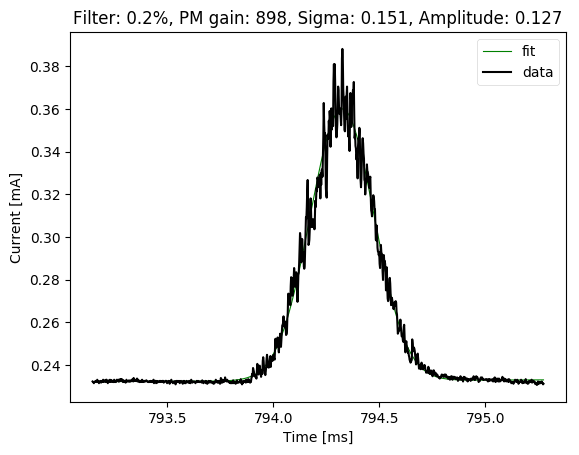 Filter: 0.2%, PM gain: 898, Sigma: 0.151, Amplitude: 0.127
fit
data
0.38
0.36
0.34
0.32
0.30
0.28
0.26
0.24
Current [mA]
793.5 794.0 794.5 795.0
Time [ms]